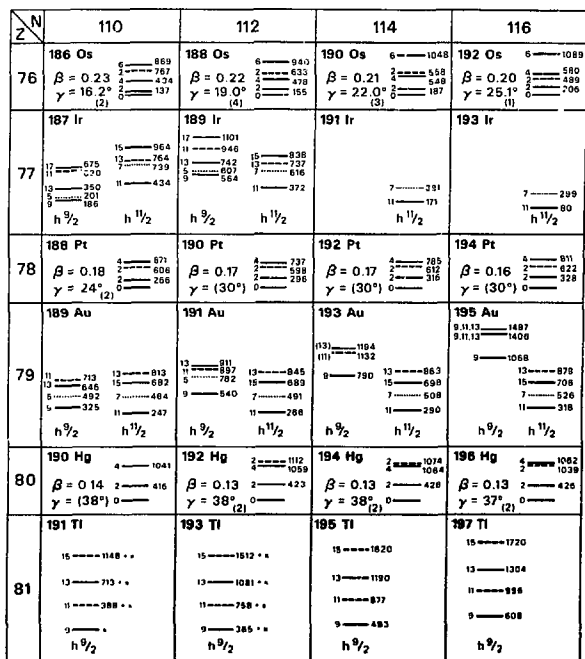 Z N 110 112 114 116
76
186 Os
6 869
2 767
4 434
2 137
0
β = 0.23
γ = 16.2°
(2)
188 Os
6 940
2 633
4 478
2 155
0
β = 0.22
γ = 19.0°
(4)
190 Os
6 1048
2 558
4 548
2 187
0
β = 0.21
γ = 22.0°
(3)
192 Os
6 1089
4 580
2 489
2 206
0
β = 0.20
γ = 25.1°
(1)
77
187 Ir
17 675
11
13 350
5 201
9 186
h 9/2
15 964
13 764
7 739
11 434
h 11/2
189 Ir
17 1101
11 946
13 742
5 607
9 564
h 9/2
15 838
13 737
7 616
11 372
h 11/2
191 Ir
7 391
11 171
h 11/2
193 Ir
7 299
11 80
h 11/2
78
188 Pt
4 671
2 606
2 266
0
β = 0.18
γ = 24°
(2)
190 Pt
4 737
2 598
2 296
0
β = 0.17
γ = (30°)
192 Pt
4 785
2 612
2 316
0
β = 0.17
γ = (30°)
194 Pt
4 811
2 622
2 328
0
β = 0.16
γ = (30°)
79
189 Au
11 713
13 646
5 492
9 325
h 9/2
13 813
15 682
7 484
11 247
h 11/2
191 Au
13 911
11 897
5 782
9 540
h 9/2
13 845
15 689
7 491
11 266
h 11/2
193 Au
(13) 1194
(11) 1132
9 790
h 9/2
13 863
15 698
7 508
11 290
h 11/2
195 Au
9,11,13 1487
9,11,13 1406
9 1068
h 9/2
13 878
15 706
7 526
11 318
h 11/2
80
190 Hg
4 1041
2 416
0
β = 0.14
γ = (38°)
192 Hg
2 1112
4 1059
2 423
0
β = 0.13
γ = 38°
(2)
194 Hg
2 1074
4 1064
2 428
0
β = 0.13
γ = 38°
(2)
196 Hg
4 1062
2 1039
2 426
0
β = 0.13
γ = 37°
(2)
81
191 Tl
15 1148 + x
13 713 + x
11 388 + x
9 x
h 9/2
193 Tl
15 1512 + x
13 1081 + x
11 758 + x
9 365 + x
h 9/2
195 Tl
15 1620
13 1190
11 877
9 483
h 9/2
197 Tl
15 1720
13 1304
11 996
9 608
h 9/2